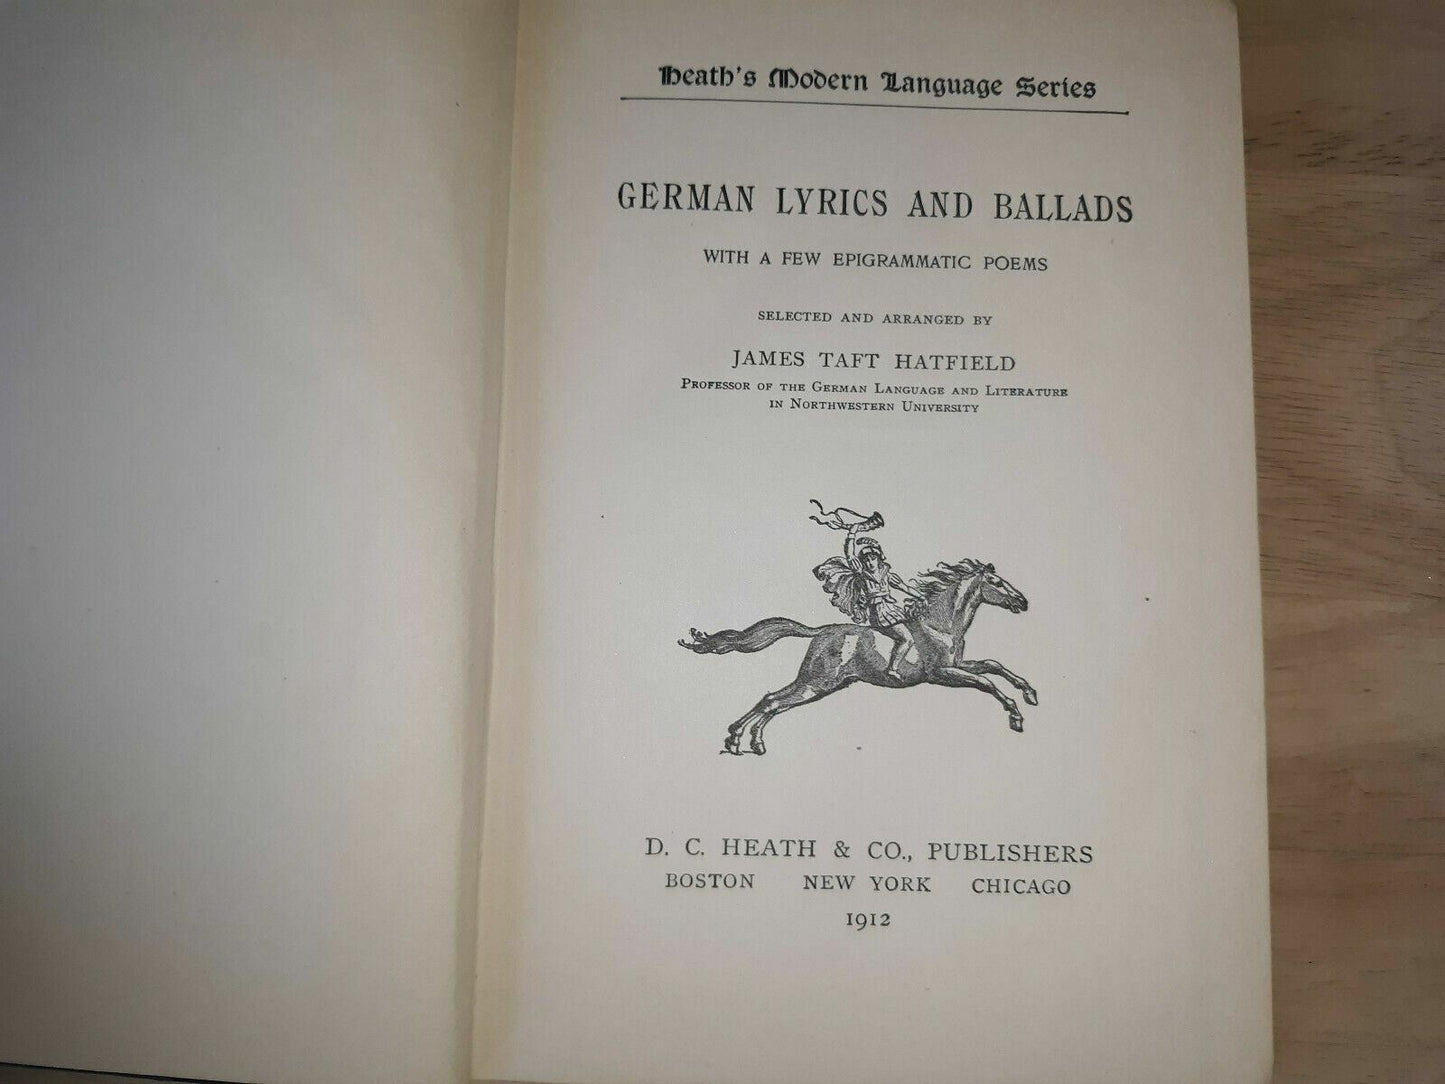 Heath's Modern Language Series
GERMAN LYRICS AND BALLADS
WITH A FEW EPIGRAMMATIC POEMS
SELECTED AND ARRANGED BY
JAMES TAFT HATFIELD
PROFESSOR OF THE GERMAN LANGUAGE AND LITERATURE
IN NORTHWESTERN UNIVERSITY
D. C. HEATH & CO., PUBLISHERS
BOSTON NEW YORK CHICAGO
1912